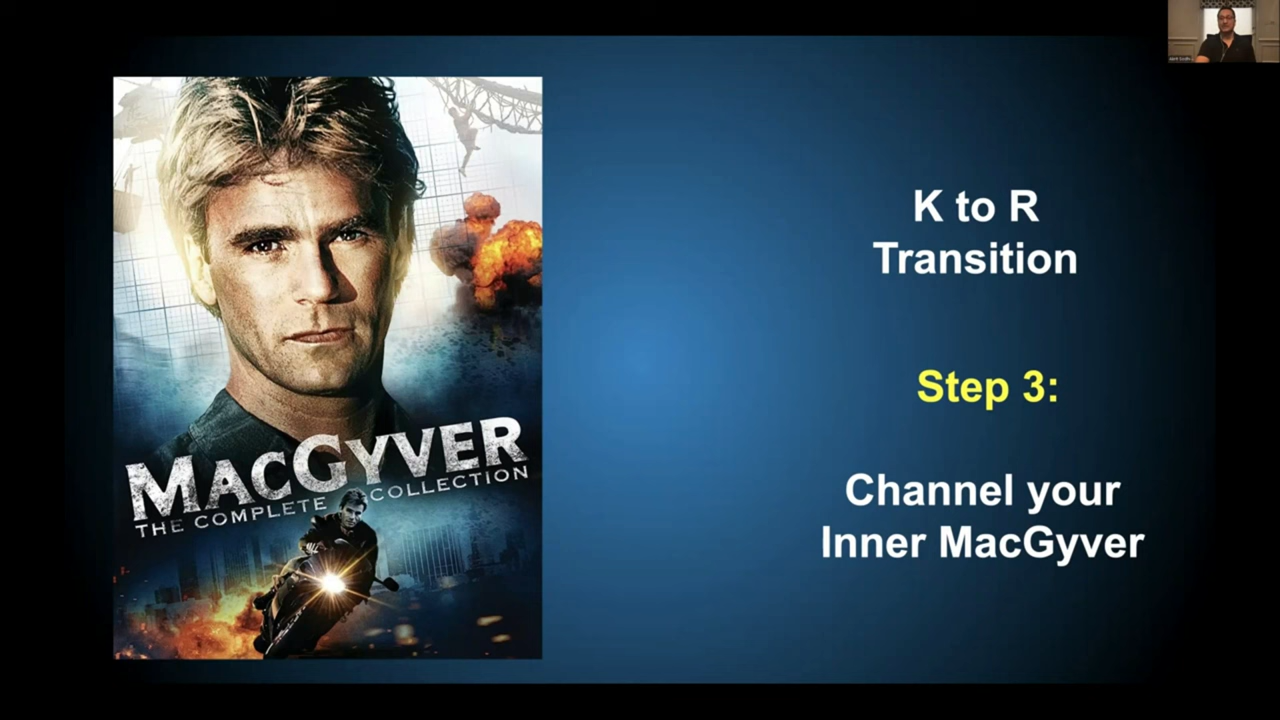 MACGYVER
THE COMPLETE COLLECTION
K to R
Transition
Step 3:
Channel your
Inner MacGyver